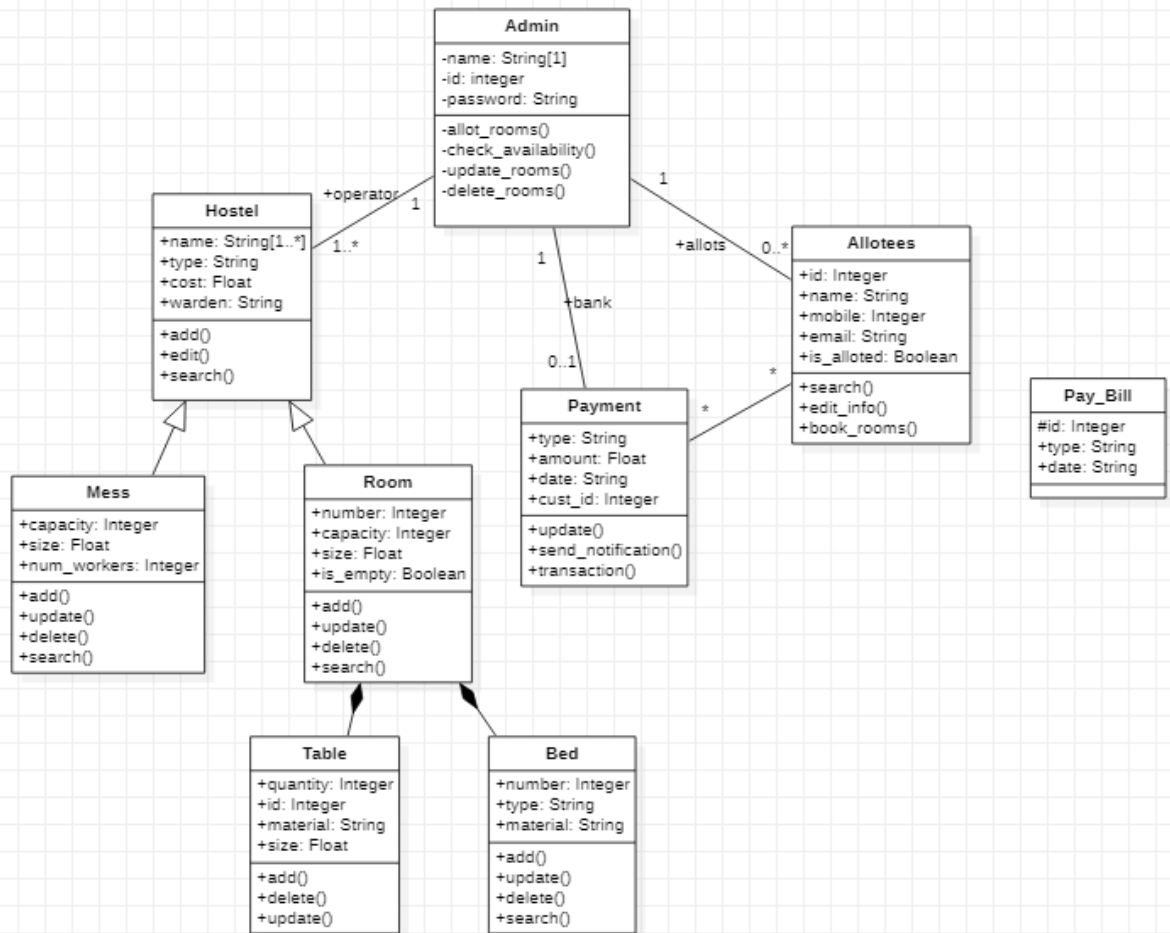 Admin
-name: String[1]
-id: integer
-password: String
-allot_rooms()
-check_availability()
-update_rooms()
-delete_rooms()
+operator
1
1..*
1
+allots
0..*
1
+bank
0..1
*
*
Hostel
+name: String[1..*]
+type: String
+cost: Float
+warden: String
+add()
+edit()
+search()
Allotees
+id: Integer
+name: String
+mobile: Integer
+email: String
+is_alloted: Boolean
+search()
+edit_info()
+book_rooms()
Payment
+type: String
+amount: Float
+date: String
+cust_id: Integer
+update()
+send_notification()
+transaction()
Pay_Bill
#id: Integer
+type: String
+date: String
Mess
+capacity: Integer
+size: Float
+num_workers: Integer
+add()
+update()
+delete()
+search()
Room
+number: Integer
+capacity: Integer
+size: Float
+is_empty: Boolean
+add()
+update()
+delete()
+search()
Table
+quantity: Integer
+id: Integer
+material: String
+size: Float
+add()
+delete()
+update()
Bed
+number: Integer
+type: String
+material: String
+add()
+update()
+delete()
+search()